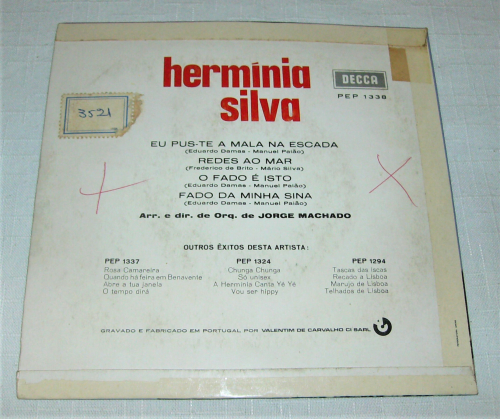 hermínia
silva
DECCA
PEP 1338
3521
EU PUS-TE A MALA NA ESCADA
(Eduardo Damas - Manuel Paião)
REDES AO MAR
(Frederico de Brito - Mário Silva)
O FADO É ISTO
(Eduardo Damas - Manuel Paião)
FADO DA MINHA SINA
(Eduardo Damas - Manuel Paião)
Arr. e dir. de Orq. de JORGE MACHADO
OUTROS ÊXITOS DESTA ARTISTA:
PEP 1337
Rosa Camareira
Quando há feira em Benavente
Abre a tua janela
O tempo dirá
PEP 1324
Chunga Chunga
Só unisex
A Hermínia Canta Yé Yé
Vou ser hippy
PEP 1294
Tascas das iscas
Recado a Lisboa
Marujo de Lisboa
Telhados de Lisboa
GRAVADO E FABRICADO EM PORTUGAL POR VALENTIM DE CARVALHO CI SARL